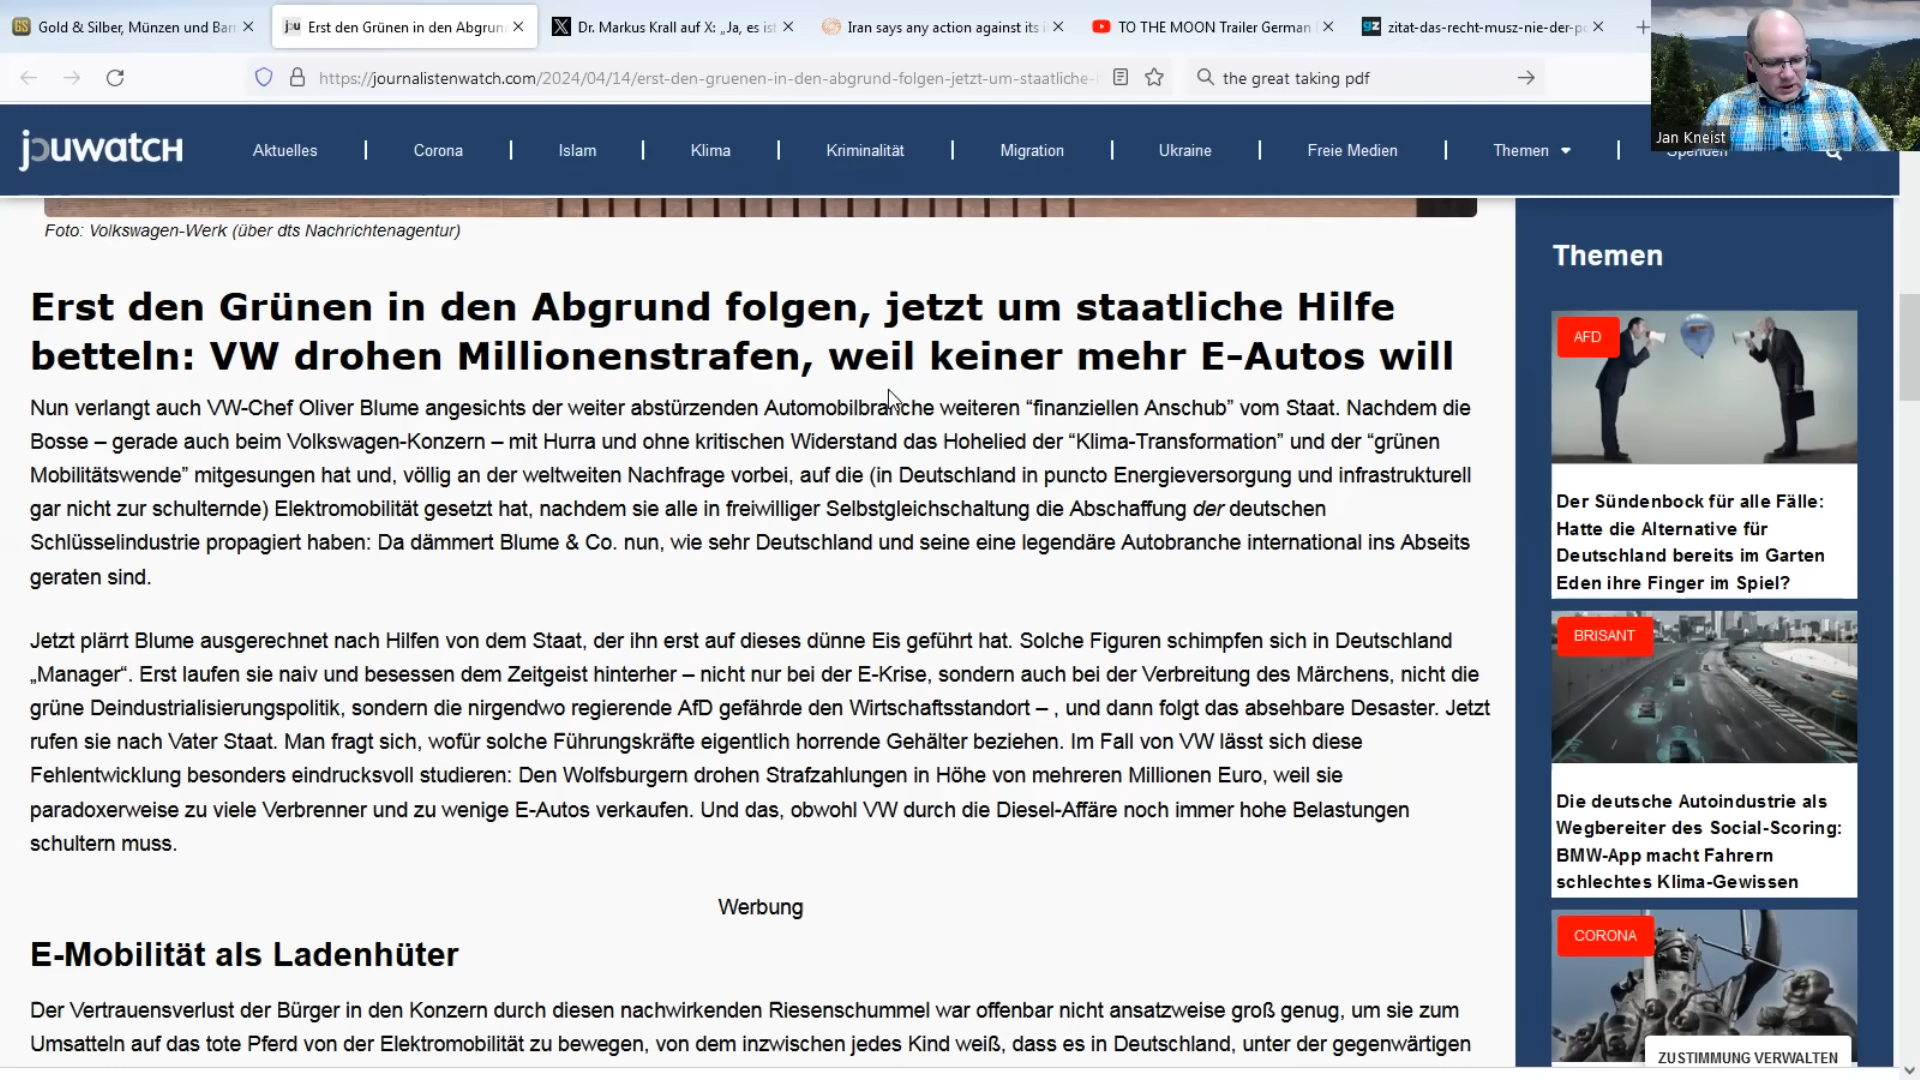 Gold & Silber, Münzen und Bar
Erst den Grünen in den Abgrun
Dr. Markus Krall auf X: „Ja, es ist
Iran says any action against its i
TO THE MOON Trailer German
zitat-das-recht-musz-nie-der-po
https://journalistenwatch.com/2024/04/14/erst-den-gruenen-in-den-abgrund-folgen-jetzt-um-staatliche-
the great taking pdf
Jan Kneist
jouwatch
Aktuelles
Corona
Islam
Klima
Kriminalität
Migration
Ukraine
Freie Medien
Themen
Spenden
Foto: Volkswagen-Werk (über dts Nachrichtenagentur)
Erst den Grünen in den Abgrund folgen, jetzt um staatliche Hilfe
betteln: VW drohen Millionenstrafen, weil keiner mehr E-Autos will
Nun verlangt auch VW-Chef Oliver Blume angesichts der weiter abstürzenden Automobilbranche weiteren “finanziellen Anschub” vom Staat. Nachdem die
Bosse – gerade auch beim Volkswagen-Konzern – mit Hurra und ohne kritischen Widerstand das Hohelied der “Klima-Transformation” und der “grünen
Mobilitätswende” mitgesungen hat und, völlig an der weltweiten Nachfrage vorbei, auf die (in Deutschland in puncto Energieversorgung und infrastrukturell
gar nicht zur schulternde) Elektromobilität gesetzt hat, nachdem sie alle in freiwilliger Selbstgleichschaltung die Abschaffung der deutschen
Schlüsselindustrie propagiert haben: Da dämmert Blume & Co. nun, wie sehr Deutschland und seine eine legendäre Autobranche international ins Abseits
geraten sind.
Jetzt plärrt Blume ausgerechnet nach Hilfen von dem Staat, der ihn erst auf dieses dünne Eis geführt hat. Solche Figuren schimpfen sich in Deutschland
„Manager“. Erst laufen sie naiv und besessen dem Zeitgeist hinterher – nicht nur bei der E-Krise, sondern auch bei der Verbreitung des Märchens, nicht die
grüne Deindustrialisierungspolitik, sondern die nirgendwo regierende AfD gefährde den Wirtschaftsstandort – , und dann folgt das absehbare Desaster. Jetzt
rufen sie nach Vater Staat. Man fragt sich, wofür solche Führungskräfte eigentlich horrende Gehälter beziehen. Im Fall von VW lässt sich diese
Fehlentwicklung besonders eindrucksvoll studieren: Den Wolfsburgern drohen Strafzahlungen in Höhe von mehreren Millionen Euro, weil sie
paradoxerweise zu viele Verbrenner und zu wenige E-Autos verkaufen. Und das, obwohl VW durch die Diesel-Affäre noch immer hohe Belastungen
schultern muss.
Werbung
E-Mobilität als Ladenhüter
Der Vertrauensverlust der Bürger in den Konzern durch diesen nachwirkenden Riesenschummel war offenbar nicht ansatzweise groß genug, um sie zum
Umsatteln auf das tote Pferd von der Elektromobilität zu bewegen, von dem inzwischen jedes Kind weiß, dass es in Deutschland, unter der gegenwärtigen
Themen
AFD
Der Sündenbock für alle Fälle:
Hatte die Alternative für
Deutschland bereits im Garten
Eden ihre Finger im Spiel?
BRISANT
Die deutsche Autoindustrie als
Wegbereiter des Social-Scoring:
BMW-App macht Fahrern
schlechtes Klima-Gewissen
CORONA
ZUSTIMMUNG VERWALTEN